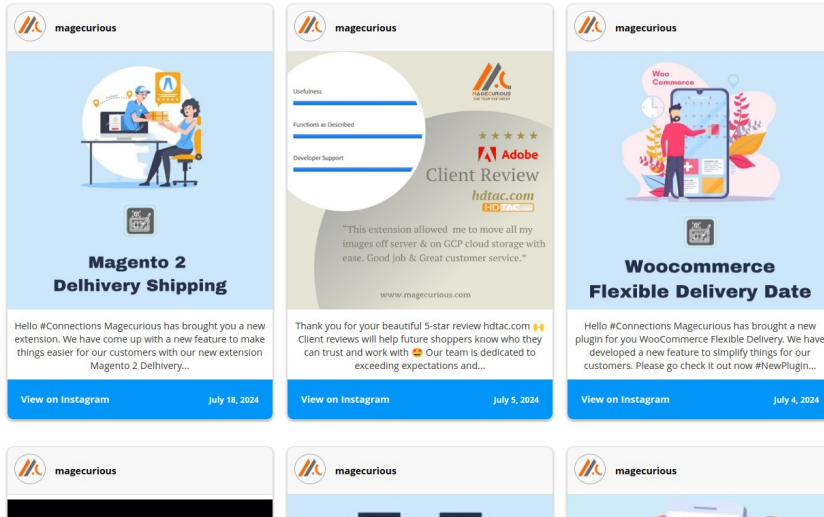 magecurious
Magento 2
Delhivery Shipping
Hello #Connections Magecurious has brought you a new
extension. We have come up with a new feature to make
things easier for our customers with our new extension
Magento 2 Delhivery...
View on Instagram
July 18, 2024
magecurious
Usefulness
Functions as Described
Developer Support
MAGECURIOUS
Adobe
Client Review
hdtac.com
HDTAC
"This extension allowed me to move all my
images off server & on GCP cloud storage with
ease. Good job & Great customer service."
www.magecurious.com
Thank you for your beautiful 5-star review hdtac.com 🙌
Client reviews will help future shoppers know who they
can trust and work with 🤩 Our team is dedicated to
exceeding expectations and...
View on Instagram
July 5, 2024
magecurious
Woo
Commerce
Woocommerce
Flexible Delivery Date
Hello #Connections Magecurious has brought a new
plugin for you WooCommerce Flexible Delivery. We have
developed a new feature to simplify things for our
customers. Please go check it out now #NewPlugin...
View on Instagram
July 4, 2024
magecurious
magecurious
magecurious